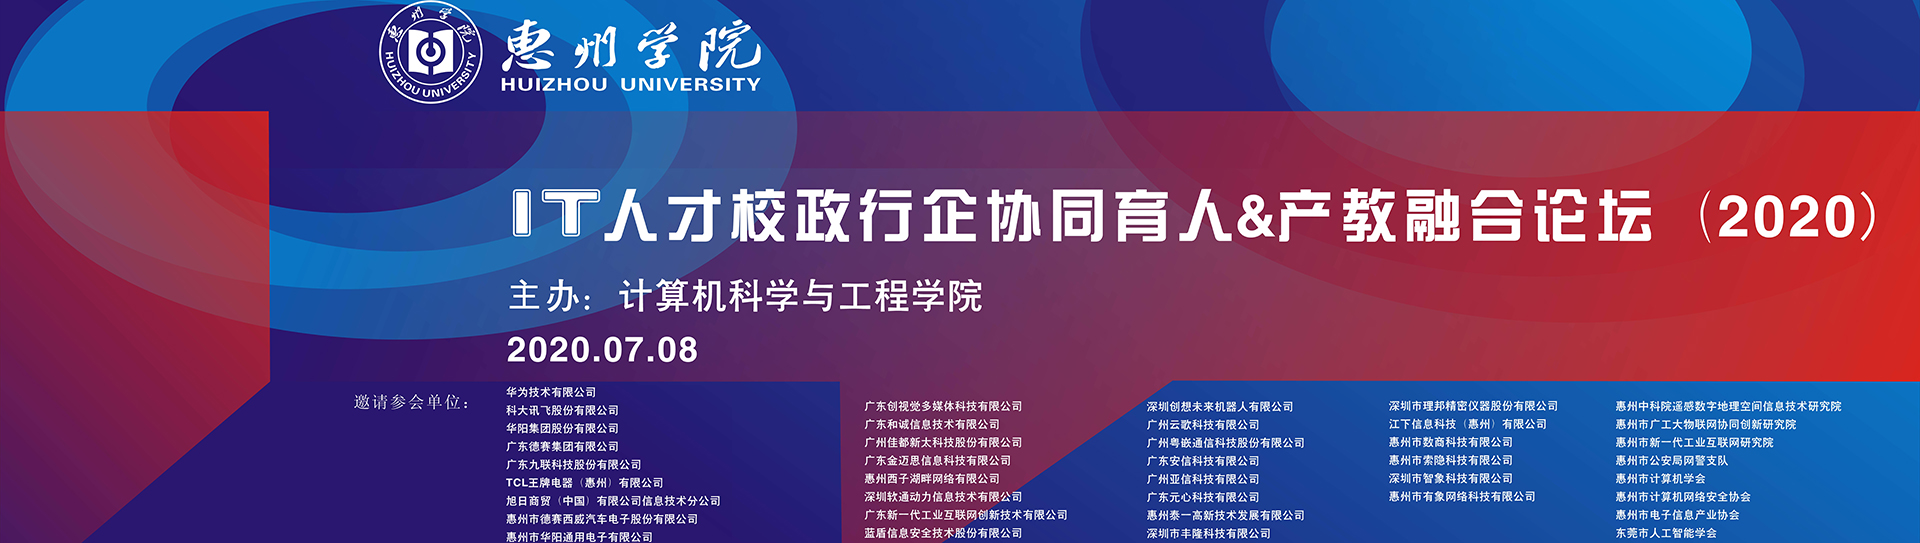 惠州学院
HUIZHOU UNIVERSITY
惠州学院
HUIZHOU UNIVERSITY
IT人才校政行企协同育人&产教融合论坛（2020）
主办：计算机科学与工程学院
2020.07.08
邀请参会单位：
华为技术有限公司
科大讯飞股份有限公司
华阳集团股份有限公司
广东德赛集团有限公司
广东九联科技股份有限公司
TCL王牌电器（惠州）有限公司
旭日商贸（中国）有限公司信息技术分公司
惠州市德赛西威汽车电子股份有限公司
惠州市华阳通用电子有限公司
广东创视觉多媒体科技有限公司
广东和诚信息技术有限公司
广州佳都新太科技股份有限公司
广东金迈思信息科技有限公司
惠州西子湖畔网络有限公司
深圳软通动力信息技术有限公司
广东新一代工业互联网创新技术有限公司
蓝盾信息安全技术股份有限公司
深圳创想未来机器人有限公司
广州云歌科技有限公司
广州粤嵌通信科技股份有限公司
广东安信科技有限公司
广州亚信科技有限公司
广东元心科技有限公司
惠州泰一高新技术发展有限公司
深圳市丰隆科技有限公司
深圳市理邦精密仪器股份有限公司
江下信息科技（惠州）有限公司
惠州市数商科技有限公司
惠州市索隐科技有限公司
深圳市智象科技有限公司
惠州市有象网络科技有限公司
惠州中科院遥感数字地理空间信息技术研究院
惠州市广工大物联网协同创新研究院
惠州市新一代工业互联网研究院
惠州市公安局网警支队
惠州市计算机学会
惠州市计算机网络安全协会
惠州市电子信息产业协会
东莞市人工智能学会